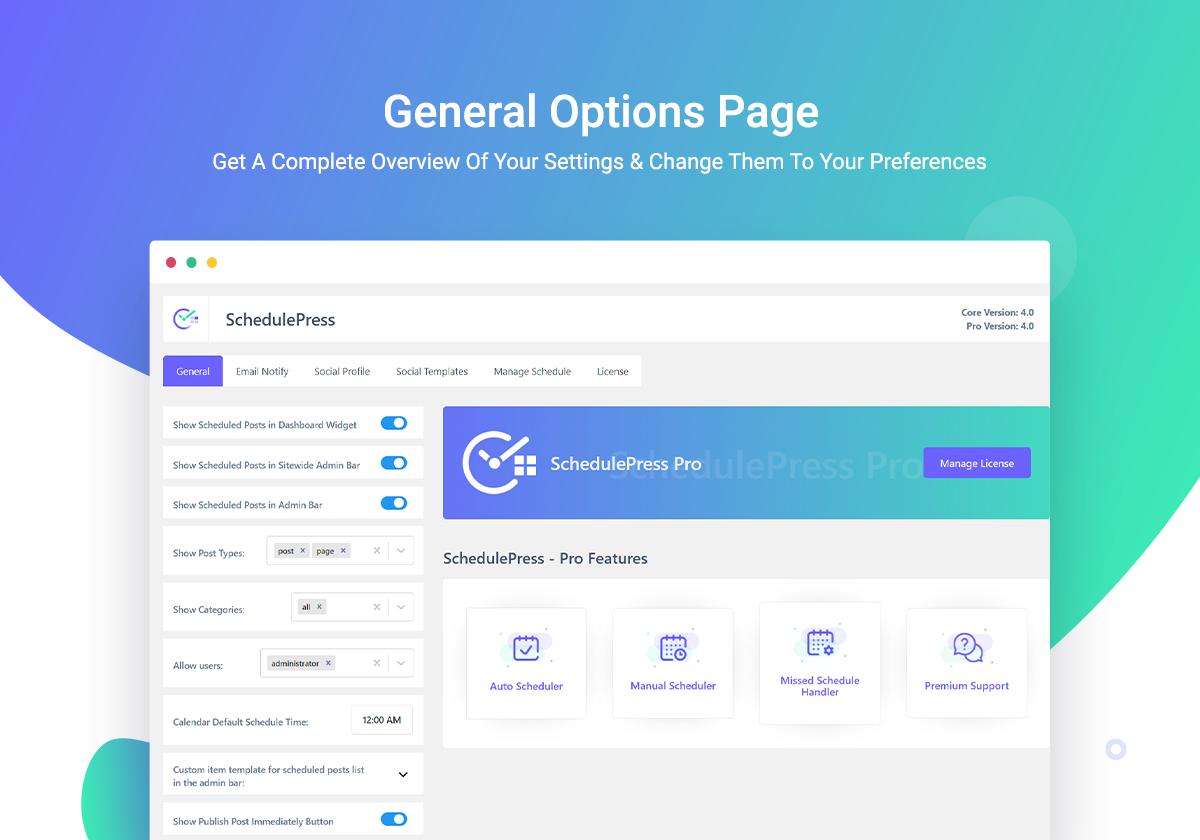 General Options Page
Get A Complete Overview Of Your Settings & Change Them To Your Preferences
SchedulePress
Core Version: 4.0
Pro Version: 4.0
General
Email Notify
Social Profile
Social Templates
Manage Schedule
License
Show Scheduled Posts in Dashboard Widget
Show Scheduled Posts in Sitewide Admin Bar
Show Scheduled Posts in Admin Bar
Show Post Types:
post
page
Show Categories:
all
Allow users:
administrator
Calendar Default Schedule Time:
12:00 AM
Custom item template for scheduled posts list
in the admin bar:
Show Publish Post Immediately Button
SchedulePress Pro
SchedulePress Pro
Manage License
SchedulePress - Pro Features
Auto Scheduler
Manual Scheduler
Missed Schedule
Handler
Premium Support